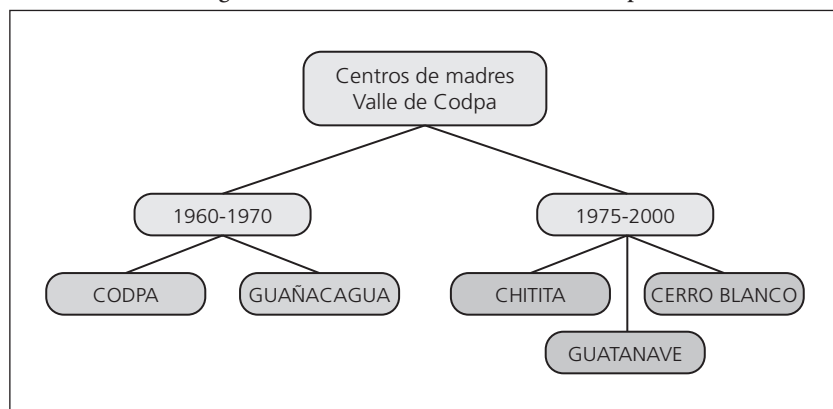 Centros de madres
Valle de Codpa
1960-1970
1975-2000
CODPA
GUAÑACAGUA
CHITITA
CERRO BLANCO
GUATANAVE